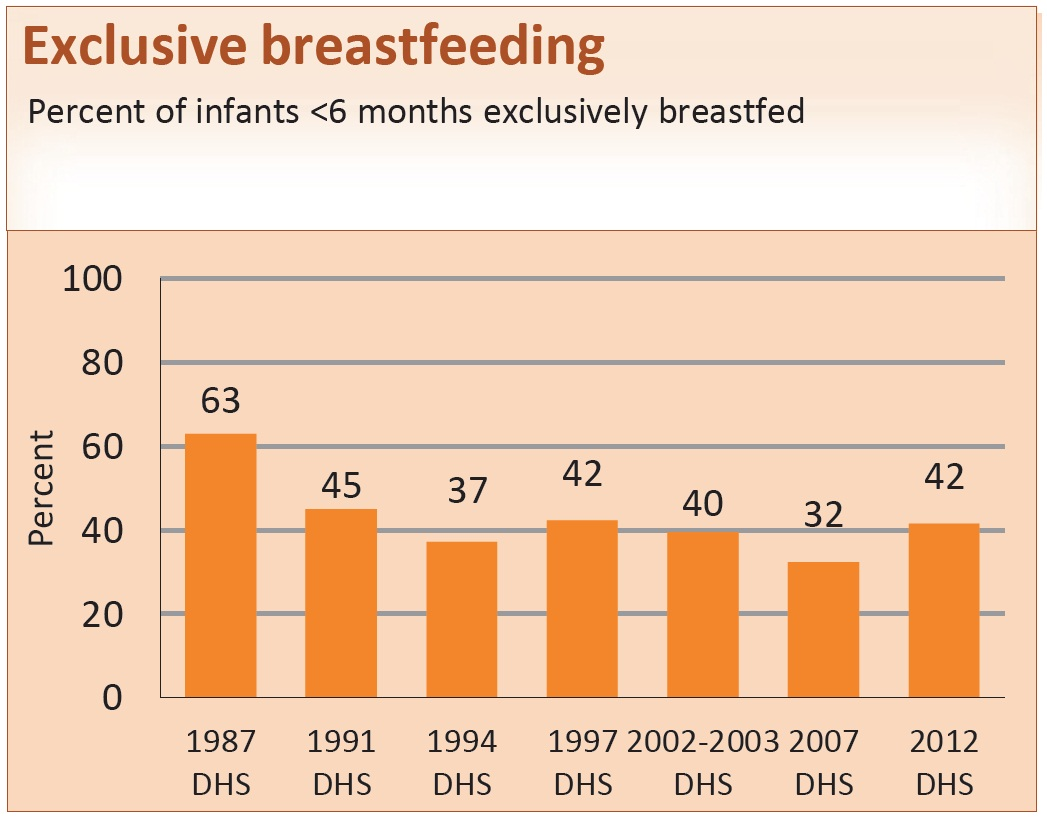 Exclusive breastfeeding
Percent of infants <6 months exclusively breastfed
Percent
100
80
60
40
20
0
63
45
37
42
40
32
42
1987 1991 1994 1997 2002-2003 2007 2012
DHS DHS DHS DHS DHS DHS DHS